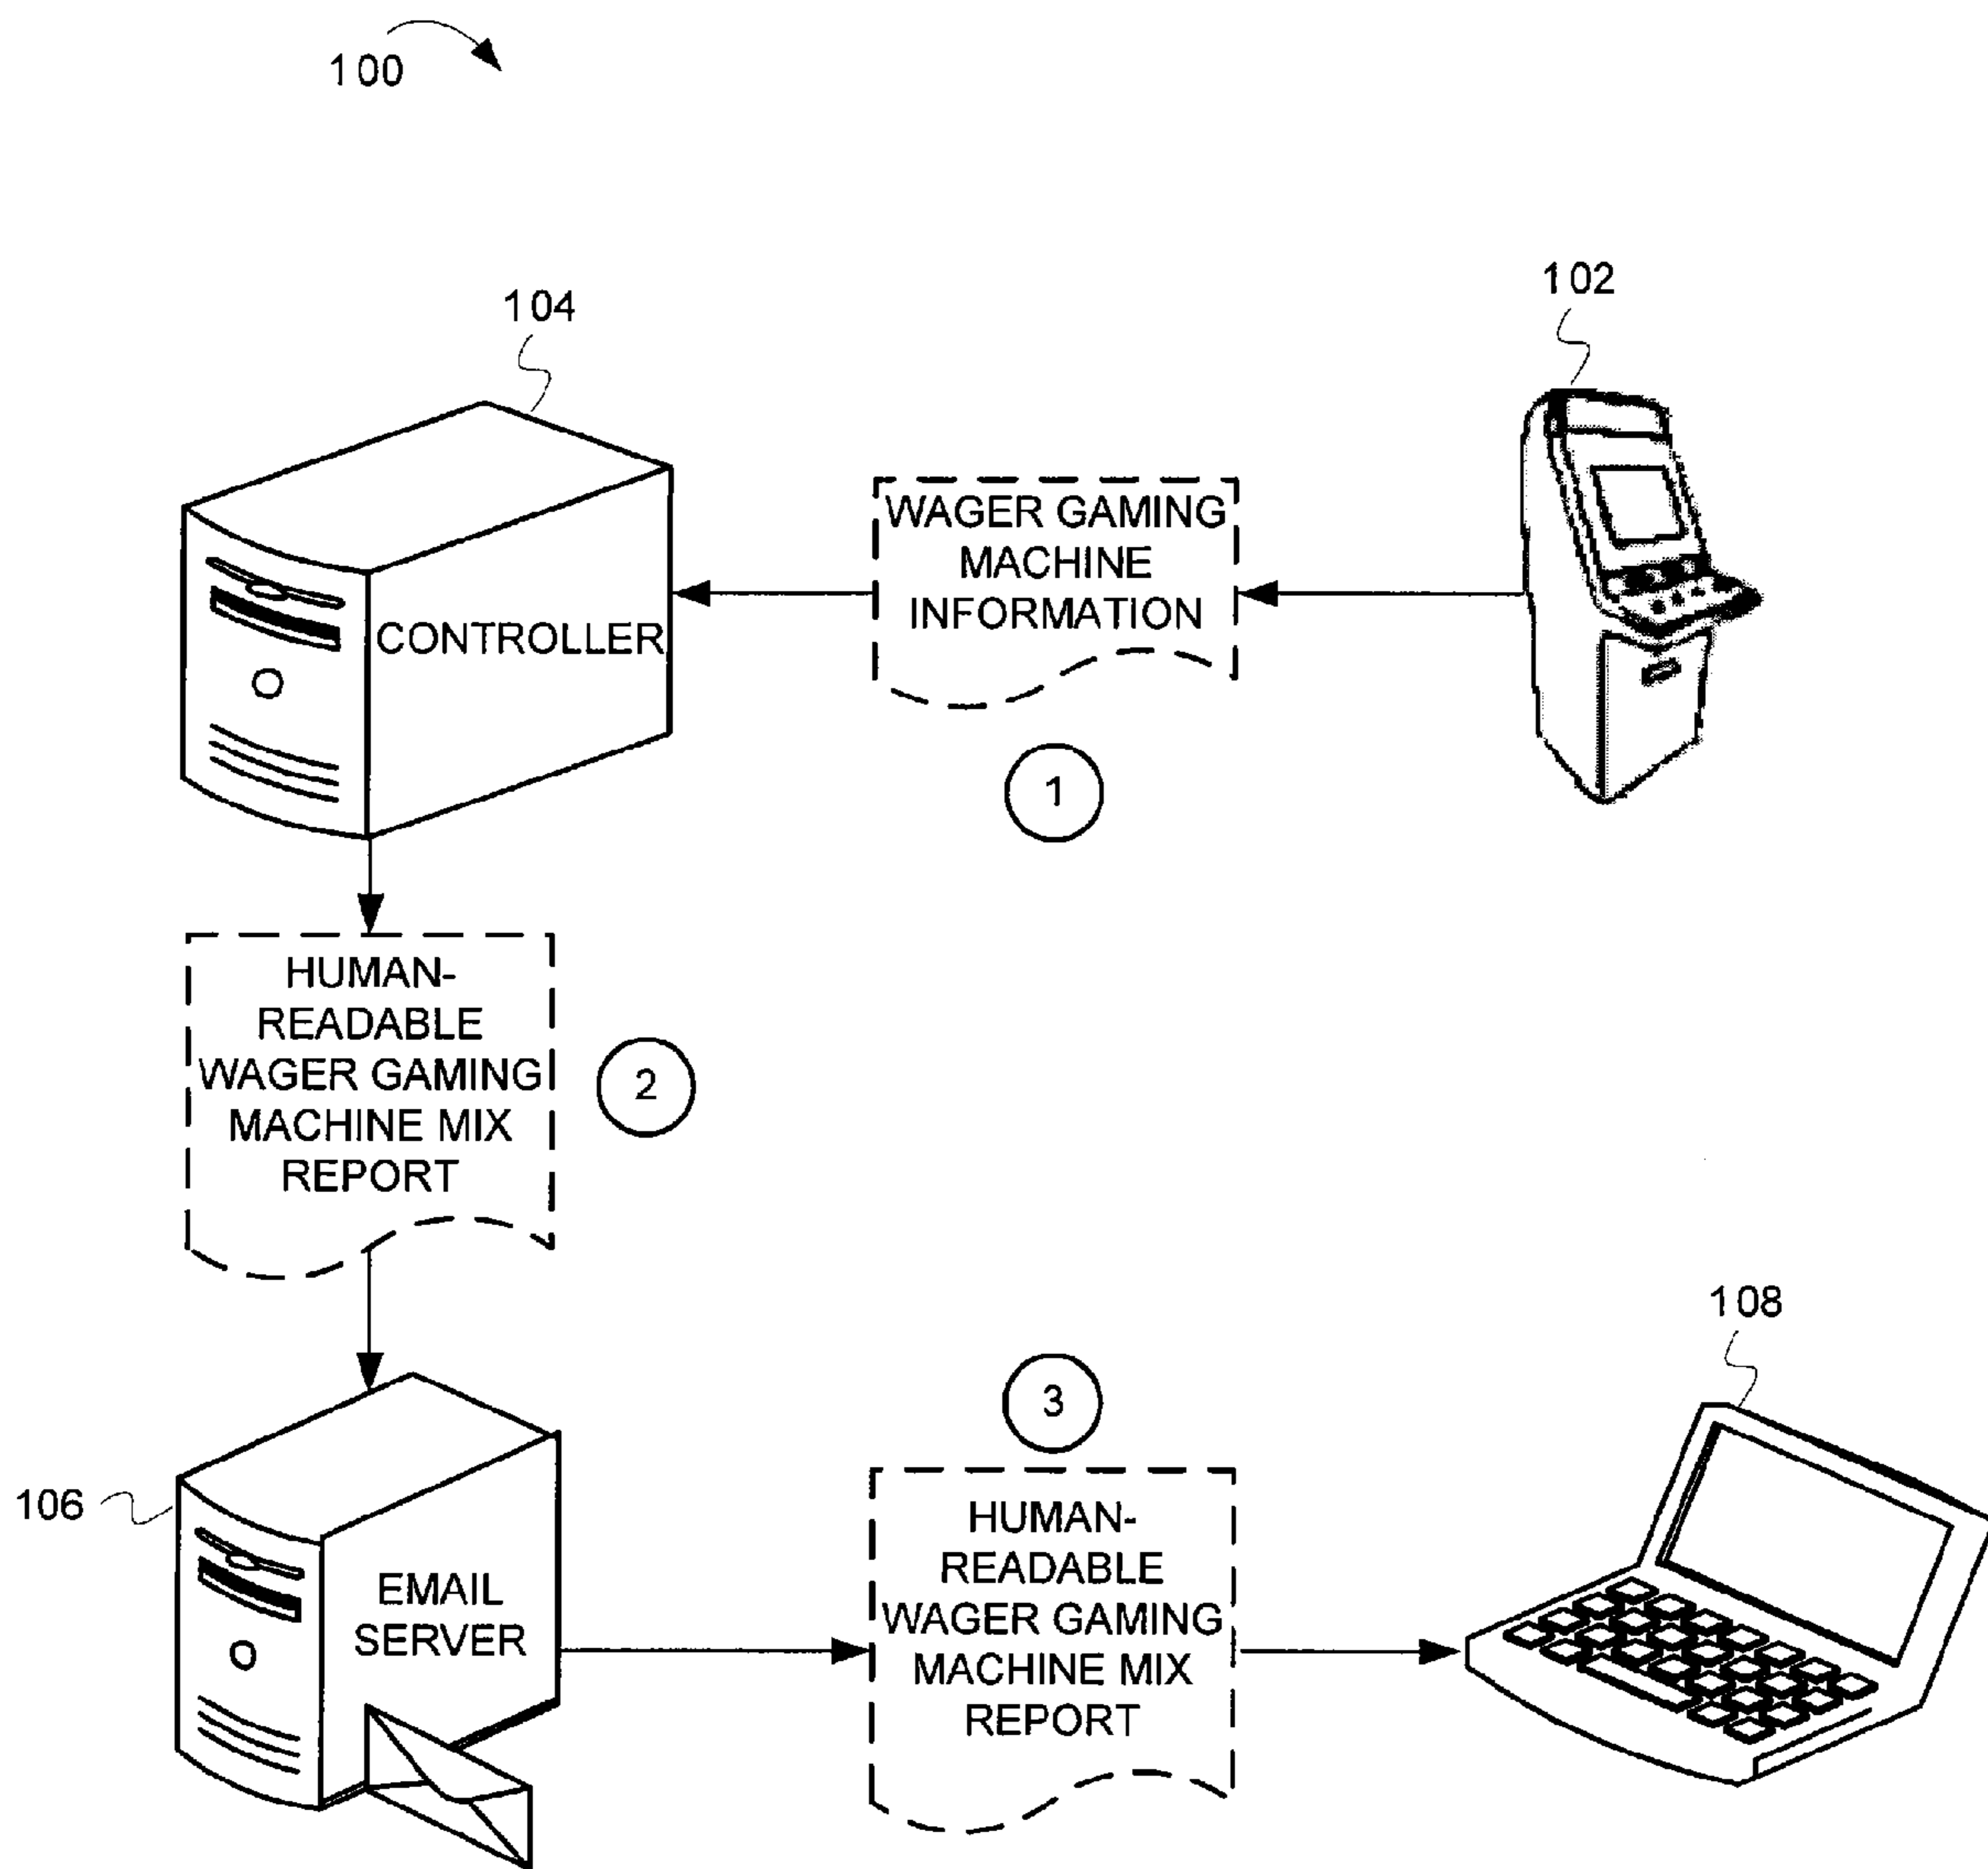 100
104
102
WAGER GAMING
MACHINE
INFORMATION
CONTROLLER
1
HUMAN-
READABLE
WAGER GAMING
MACHINE MIX
REPORT
2
108
3
106
EMAIL
SERVER
HUMAN-
READABLE
WAGER GAMING
MACHINE MIX
REPORT